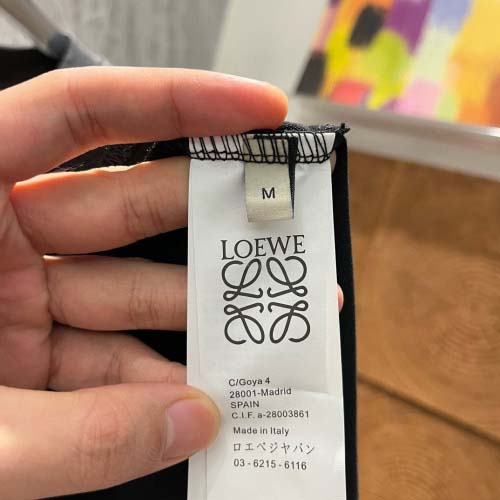 M
LOEWE
C/Goya 4
28001-Madrid
SPAIN
C.I.F. a-28003861
Made in Italy
ロエベジャパン
03-6215-6116